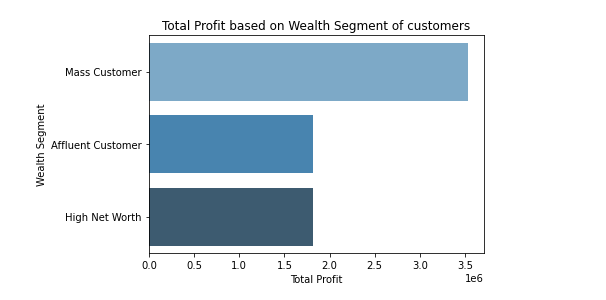 Total Profit based on Wealth Segment of customers
Wealth Segment
Mass Customer
Affluent Customer
High Net Worth
0.0 0.5 1.0 1.5 2.0 2.5 3.0 3.5
1e6
Total Profit